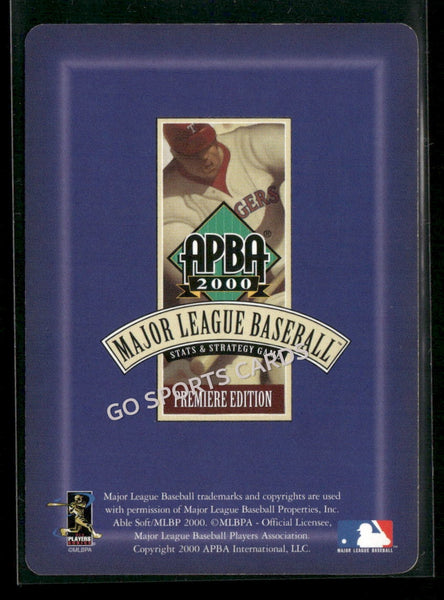 T
GERS
APBA®
2000
MAJOR LEAGUE BASEBALL™
STATS & STRATEGY GAME
GO SPORTS CARDS
PREMIERE EDITION
Major League Baseball trademarks and copyrights are used
with permission of Major League Baseball Properties, Inc.
Able Soft/MLBP 2000. ©MLBPA - Official Licensee,
Major League Baseball Players Association.
Copyright 2000 APBA International, LLC.
PLAYERS
©MLBPA
MAJOR LEAGUE BASEBALL